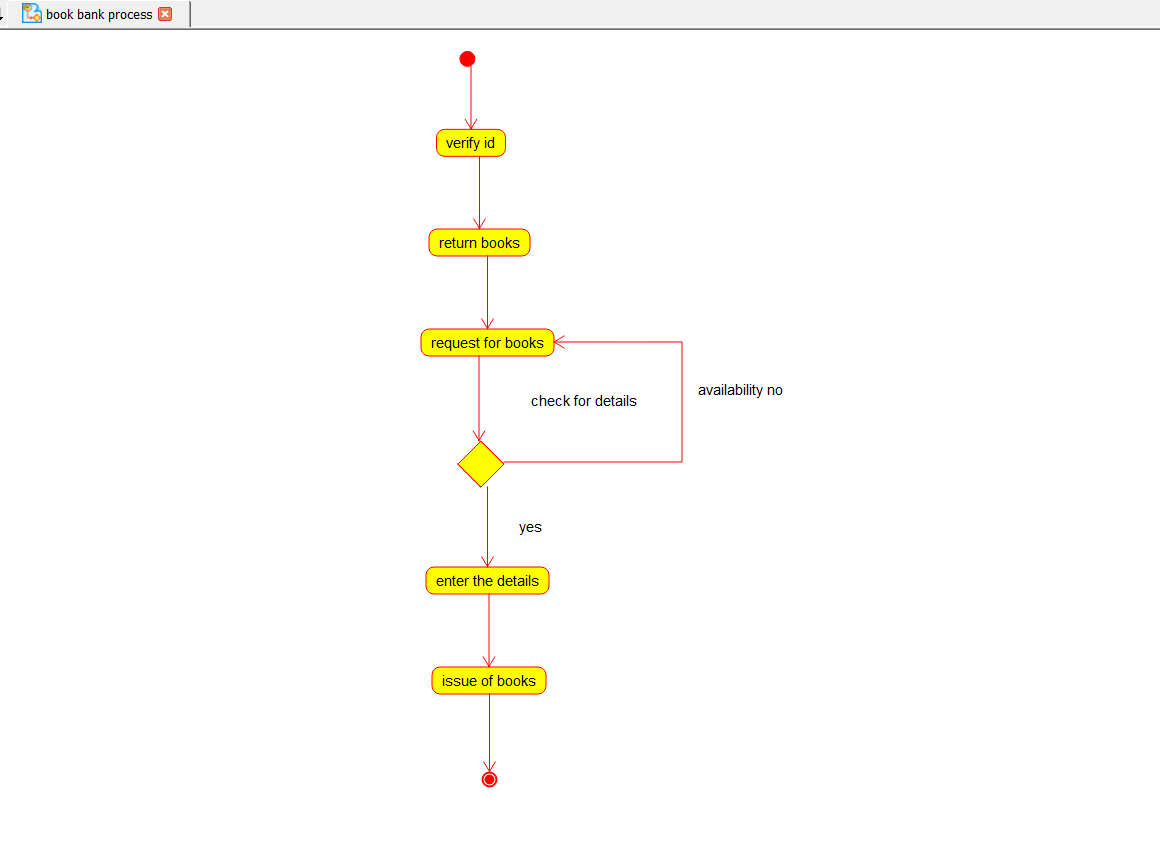 book bank process
verify id
return books
request for books
check for details
availability no
yes
enter the details
issue of books